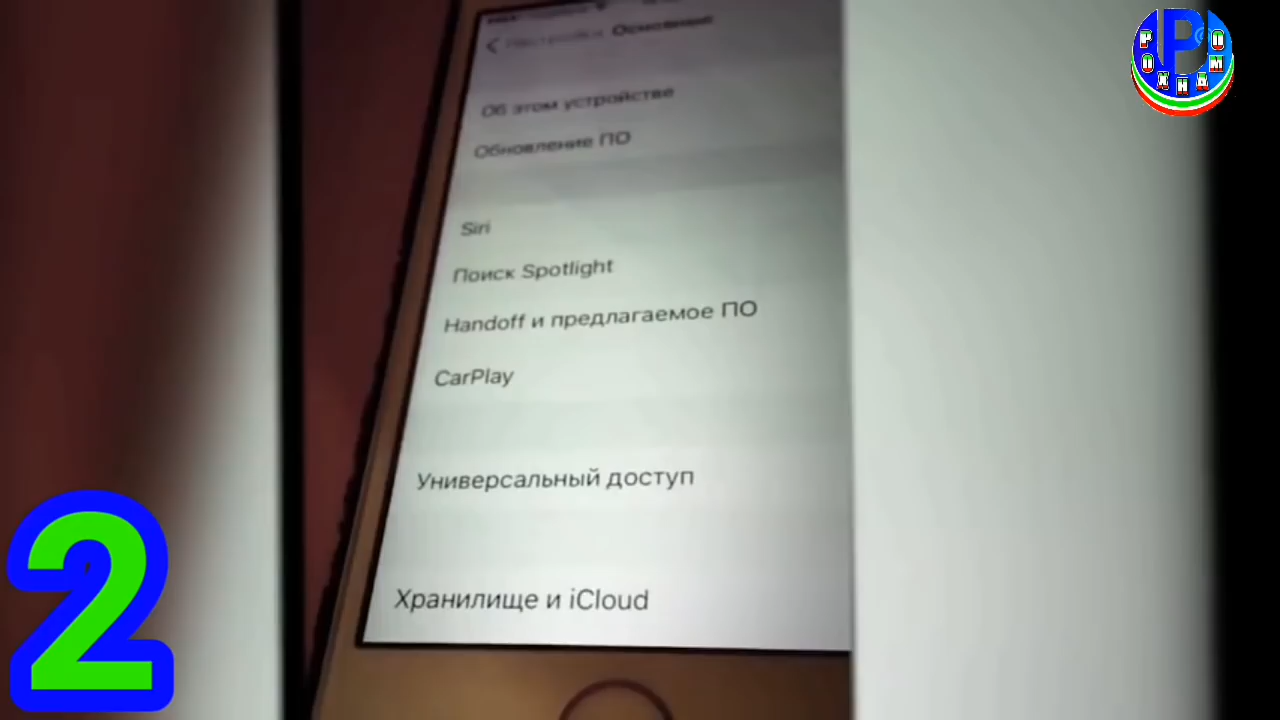 Настройки Основные
Об этом устройстве
Обновление ПО
Siri
Поиск Spotlight
Handoff и предлагаемое ПО
CarPlay
Универсальный доступ
Хранилище и iCloud
2